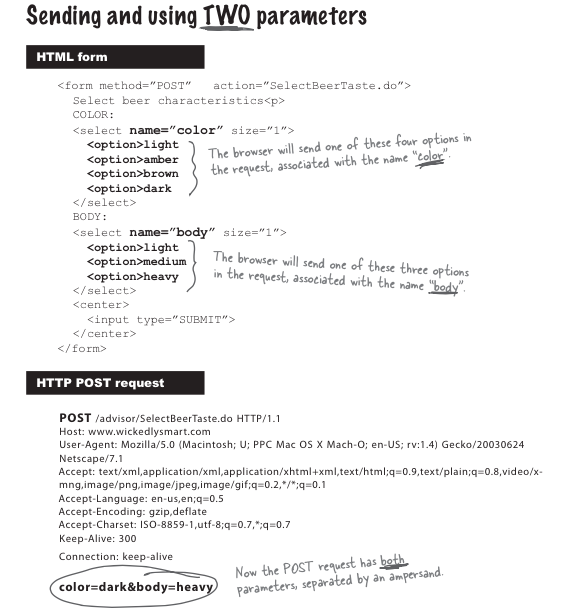 Sending and using TWO parameters
HTML form
<form method="POST" action="SelectBeerTaste.do">
Select beer characteristics<p>
COLOR:
<select name="color" size="1">
<option>light
<option>amber
<option>brown
<option>dark
</select>
The browser will send one of these four options in
the request, associated with the name "color".
BODY:
<select name="body" size="1">
<option>light
<option>medium
<option>heavy
</select>
The browser will send one of these three options
in the request, associated with the name "body".
<center>
<input type="SUBMIT">
</center>
</form>
HTTP POST request
POST /advisor/SelectBeerTaste.do HTTP/1.1
Host: www.wickedlysmart.com
User-Agent: Mozilla/5.0 (Macintosh; U; PPC Mac OS X Mach-O; en-US; rv:1.4) Gecko/20030624
Netscape/7.1
Accept: text/xml,application/xml,application/xhtml+xml,text/html;q=0.9,text/plain;q=0.8,video/x-
mng,image/png,image/jpeg,image/gif;q=0.2,*/*;q=0.1
Accept-Language: en-us,en;q=0.5
Accept-Encoding: gzip,deflate
Accept-Charset: ISO-8859-1,utf-8;q=0.7,*;q=0.7
Keep-Alive: 300
Connection: keep-alive
color=dark&body=heavy
Now the POST request has both
parameters, separated by an ampersand.